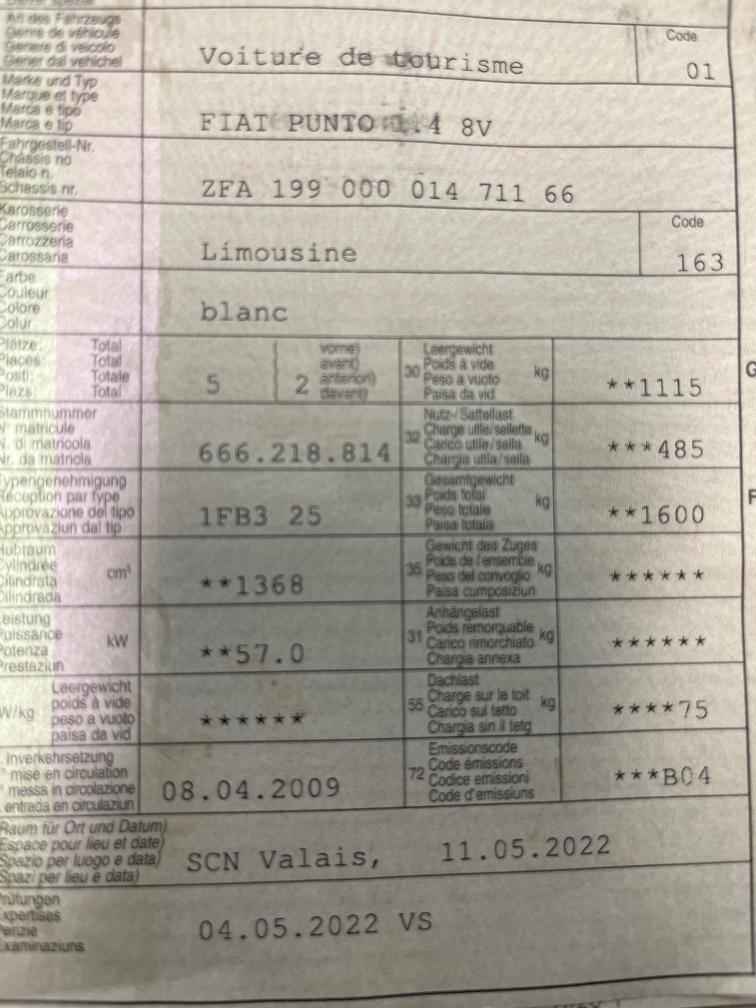 Art des Fahrzeugs
Genre de véhicule
Genere di veicolo
Gener dal vehichel
Voiture de tourisme
Code
01
Marke und Typ
Marque et type
Marca e tipo
Marca e tip
FIAT PUNTO 1.4 8V
Fahrgestell-Nr.
Châssis no
Telaio n.
Schassis nr.
ZFA 199 000 014 711 66
Karosserie
Carrosserie
Carrozzeria
Carossaria
Limousine
Code
163
Farbe
Couleur
Colore
Colur
blanc
Plätze: Total
Places: Total
Posti: Totale
Plazs: Total
5
2
vorne)
avant)
anteriori)
davant)
30
Leergewicht
Poids à vide
Peso a vuoto
Paisa da vid
kg
**1115
Stammnummer
N° matricule
N. di matricola
Nr. da matricla
666.218.814
32
Nutz-/Sattellast
Charge utile/sellette
Carico utile/sella
Chargia utila/sella
kg
***485
Typengenehmigung
Réception par type
Approvazione del tipo
Approvaziun dal tip
1FB3 25
33
Gesamtgewicht
Poids total
Peso totale
Paisa totala
kg
**1600
Hubraum
Cylindrée
Cilindrata
Cilindrada
cm³
**1368
35
Gewicht des Zuges
Poids de l'ensemble
Peso del convoglio
Paisa cumposiziun
kg
******
Leistung
Puissance
Potenza
Prestaziun
kW
**57.0
31
Anhängelast
Poids remorquable
Carico rimorchiato
Chargia annexa
kg
******
W/kg
Leergewicht
poids à vide
peso a vuoto
paisa da vid
******
55
Dachlast
Charge sur le toit
Carico sul tetto
Chargia sin il tetg
kg
****75
Inverkehrsetzung
mise en circulation
messa in circolazione
entrada en circulaziun
08.04.2009
72
Emissionscode
Code émissions
Codice emissioni
Code d'emissiuns
***B04
(Raum für Ort und Datum)
(Espace pour lieu et date)
(Spazio per luogo e data)
(Spazi per lieu e data)
SCN Valais, 11.05.2022
Prüfungen
Expertises
Perizie
Examinaziuns
04.05.2022 VS